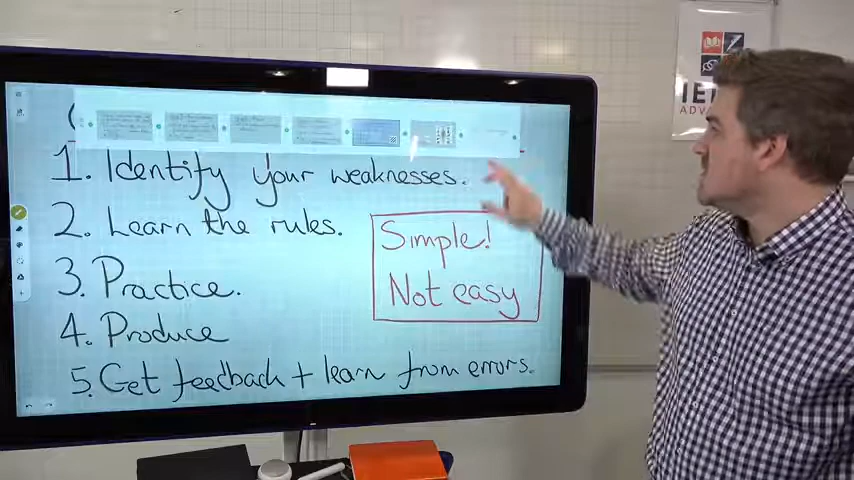 1. Identify your weaknesses.
2. Learn the rules.
Simple!
Not easy
3. Practice.
4. Produce
5. Get feedback + learn from errors.